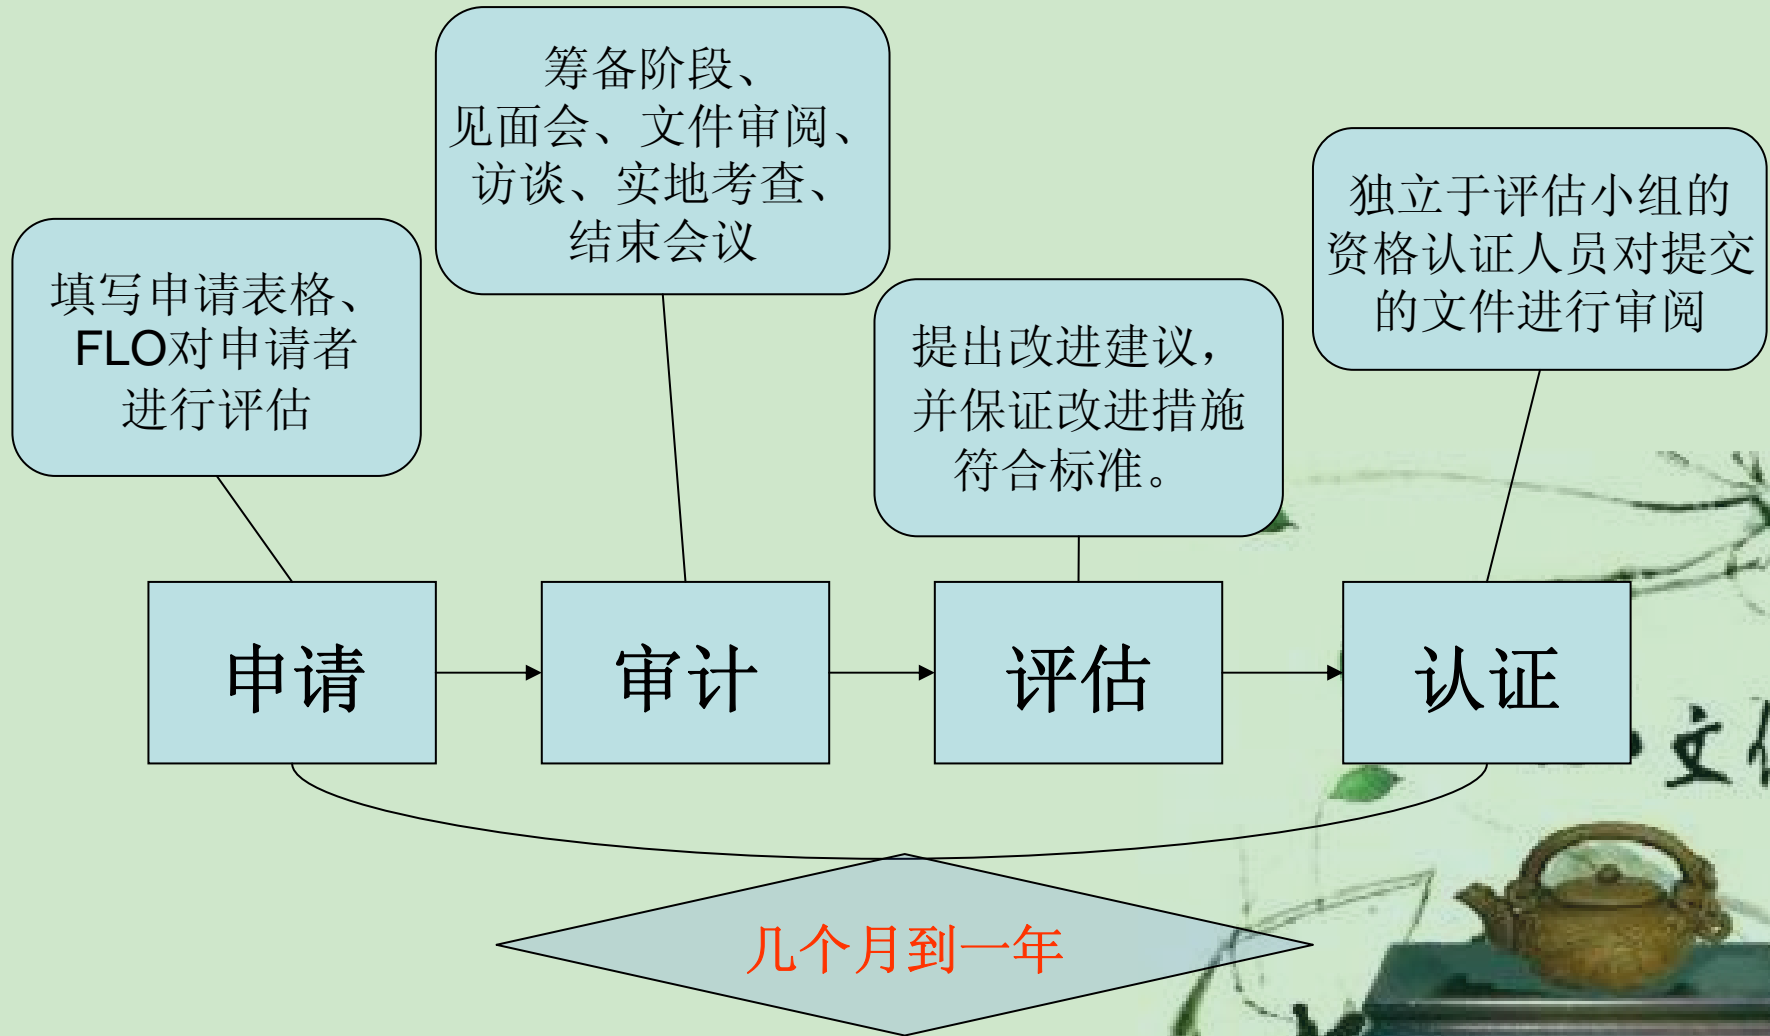 筹备阶段、
见面会、文件审阅、
访谈、实地考查、
结束会议
填写申请表格、
FLO对申请者
进行评估
提出改进建议，
并保证改进措施
符合标准。
独立于评估小组的
资格认证人员对提交
的文件进行审阅
申请
审计
评估
认证
文
几个月到一年